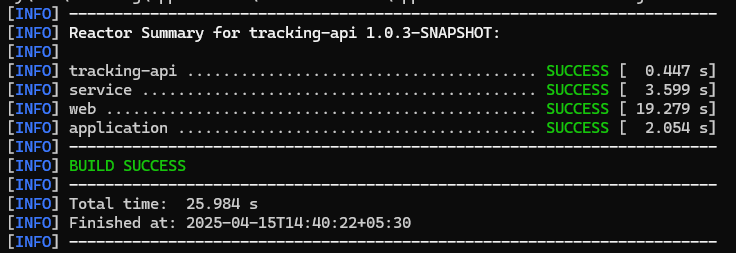 [INFO] ------------------------------------------------------------------------
[INFO] Reactor Summary for tracking-api 1.0.3-SNAPSHOT:
[INFO]
[INFO] tracking-api ....................................... SUCCESS [  0.447 s]
[INFO] service ............................................ SUCCESS [  3.599 s]
[INFO] web ................................................ SUCCESS [ 19.279 s]
[INFO] application ........................................ SUCCESS [  2.054 s]
[INFO] ------------------------------------------------------------------------
[INFO] BUILD SUCCESS
[INFO] ------------------------------------------------------------------------
[INFO] Total time:  25.984 s
[INFO] Finished at: 2025-04-15T14:40:22+05:30
[INFO] ------------------------------------------------------------------------